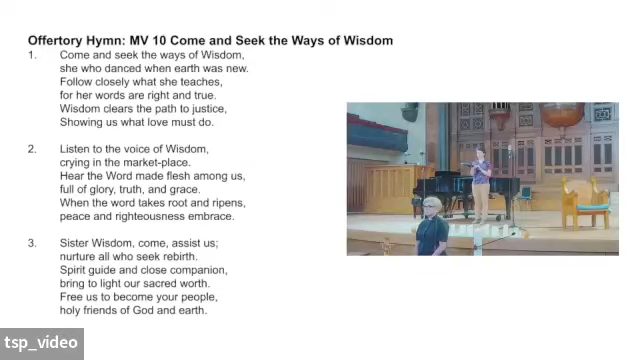 Offertory Hymn: MV 10 Come and Seek the Ways of Wisdom
1. Come and seek the ways of Wisdom,
she who danced when earth was new.
Follow closely what she teaches,
for her words are right and true.
Wisdom clears the path to justice,
Showing us what love must do.
2. Listen to the voice of Wisdom,
crying in the market-place.
Hear the Word made flesh among us,
full of glory, truth, and grace.
When the word takes root and ripens,
peace and righteousness embrace.
3. Sister Wisdom, come, assist us;
nurture all who seek rebirth.
Spirit guide and close companion,
bring to light our sacred worth.
Free us to become your people,
holy friends of God and earth.
tsp_video